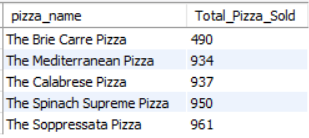 pizza_name Total_Pizza_Sold
The Brie Carre Pizza 490
The Mediterranean Pizza 934
The Calabrese Pizza 937
The Spinach Supreme Pizza 950
The Soppressata Pizza 961